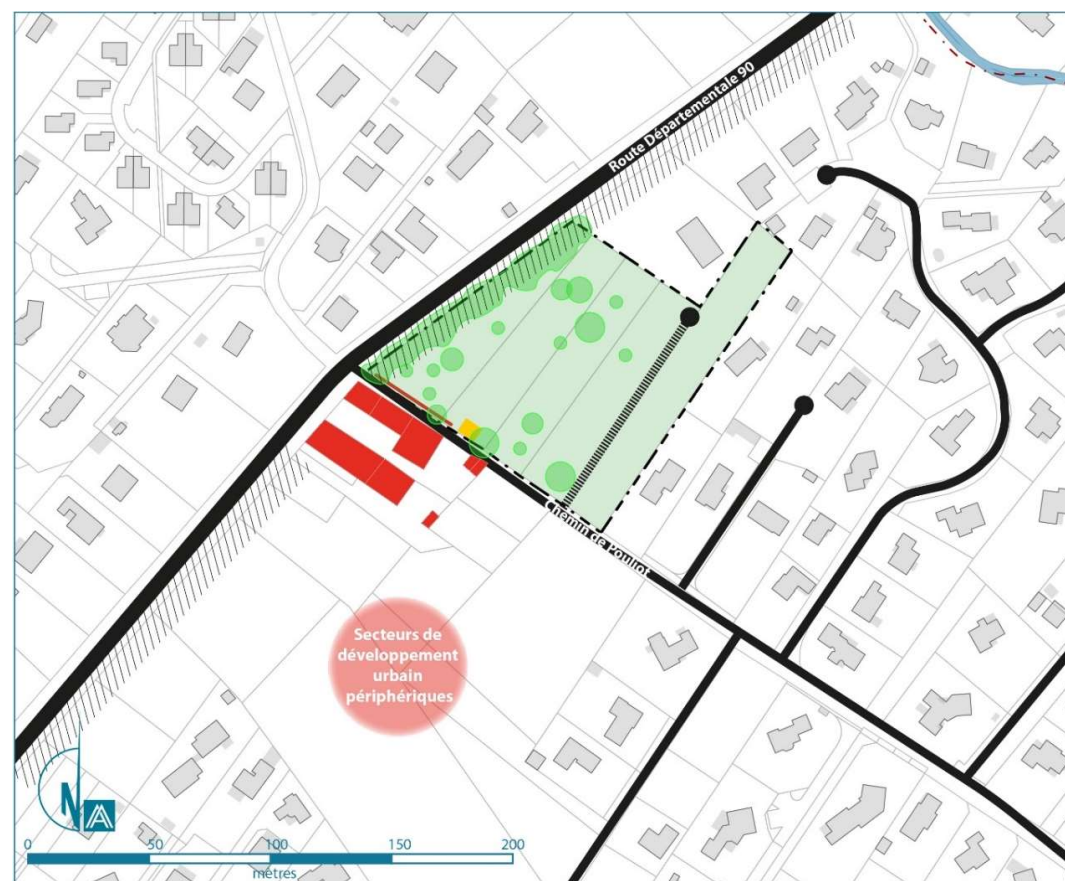 Route Départementale 90
Chemin de Pouliot
Secteurs de
développement
urbain
périphériques
N
0 50 100 150 200
mètres